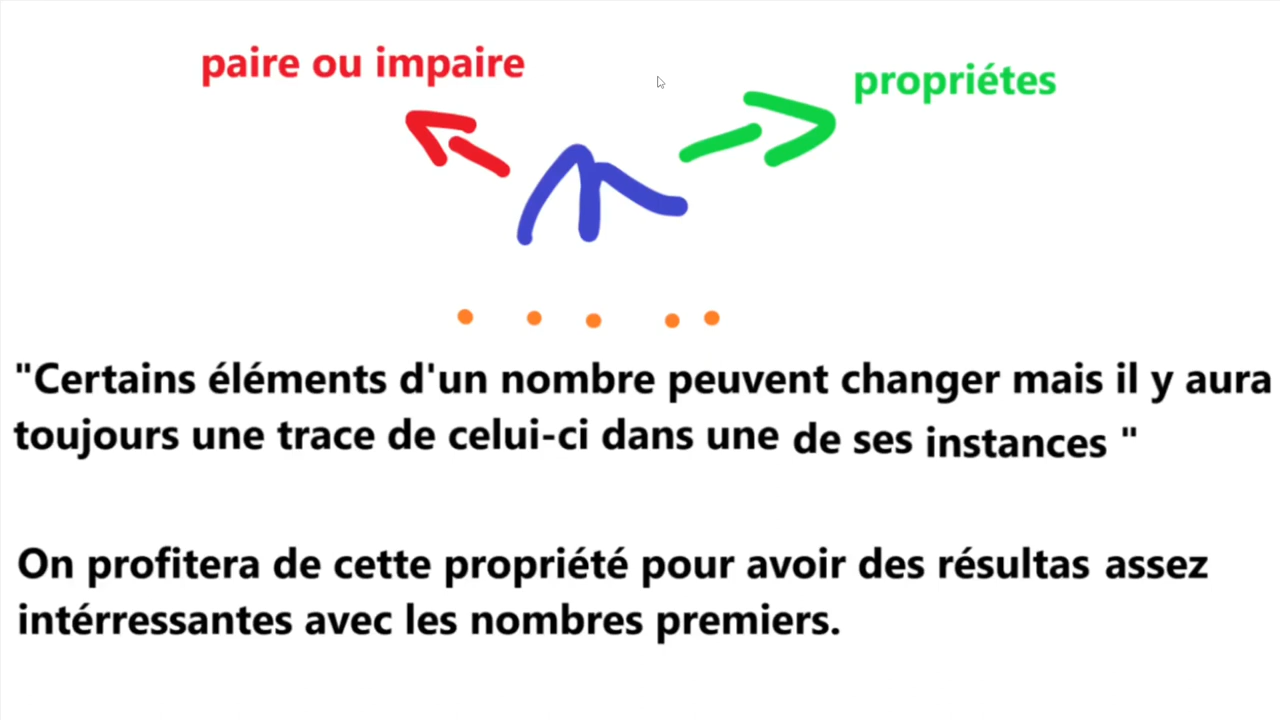 paire ou impaire
propriétes
"Certains éléments d'un nombre peuvent changer mais il y aura
toujours une trace de celui-ci dans une de ses instances "
On profitera de cette propriété pour avoir des résultas assez
intérressantes avec les nombres premiers.